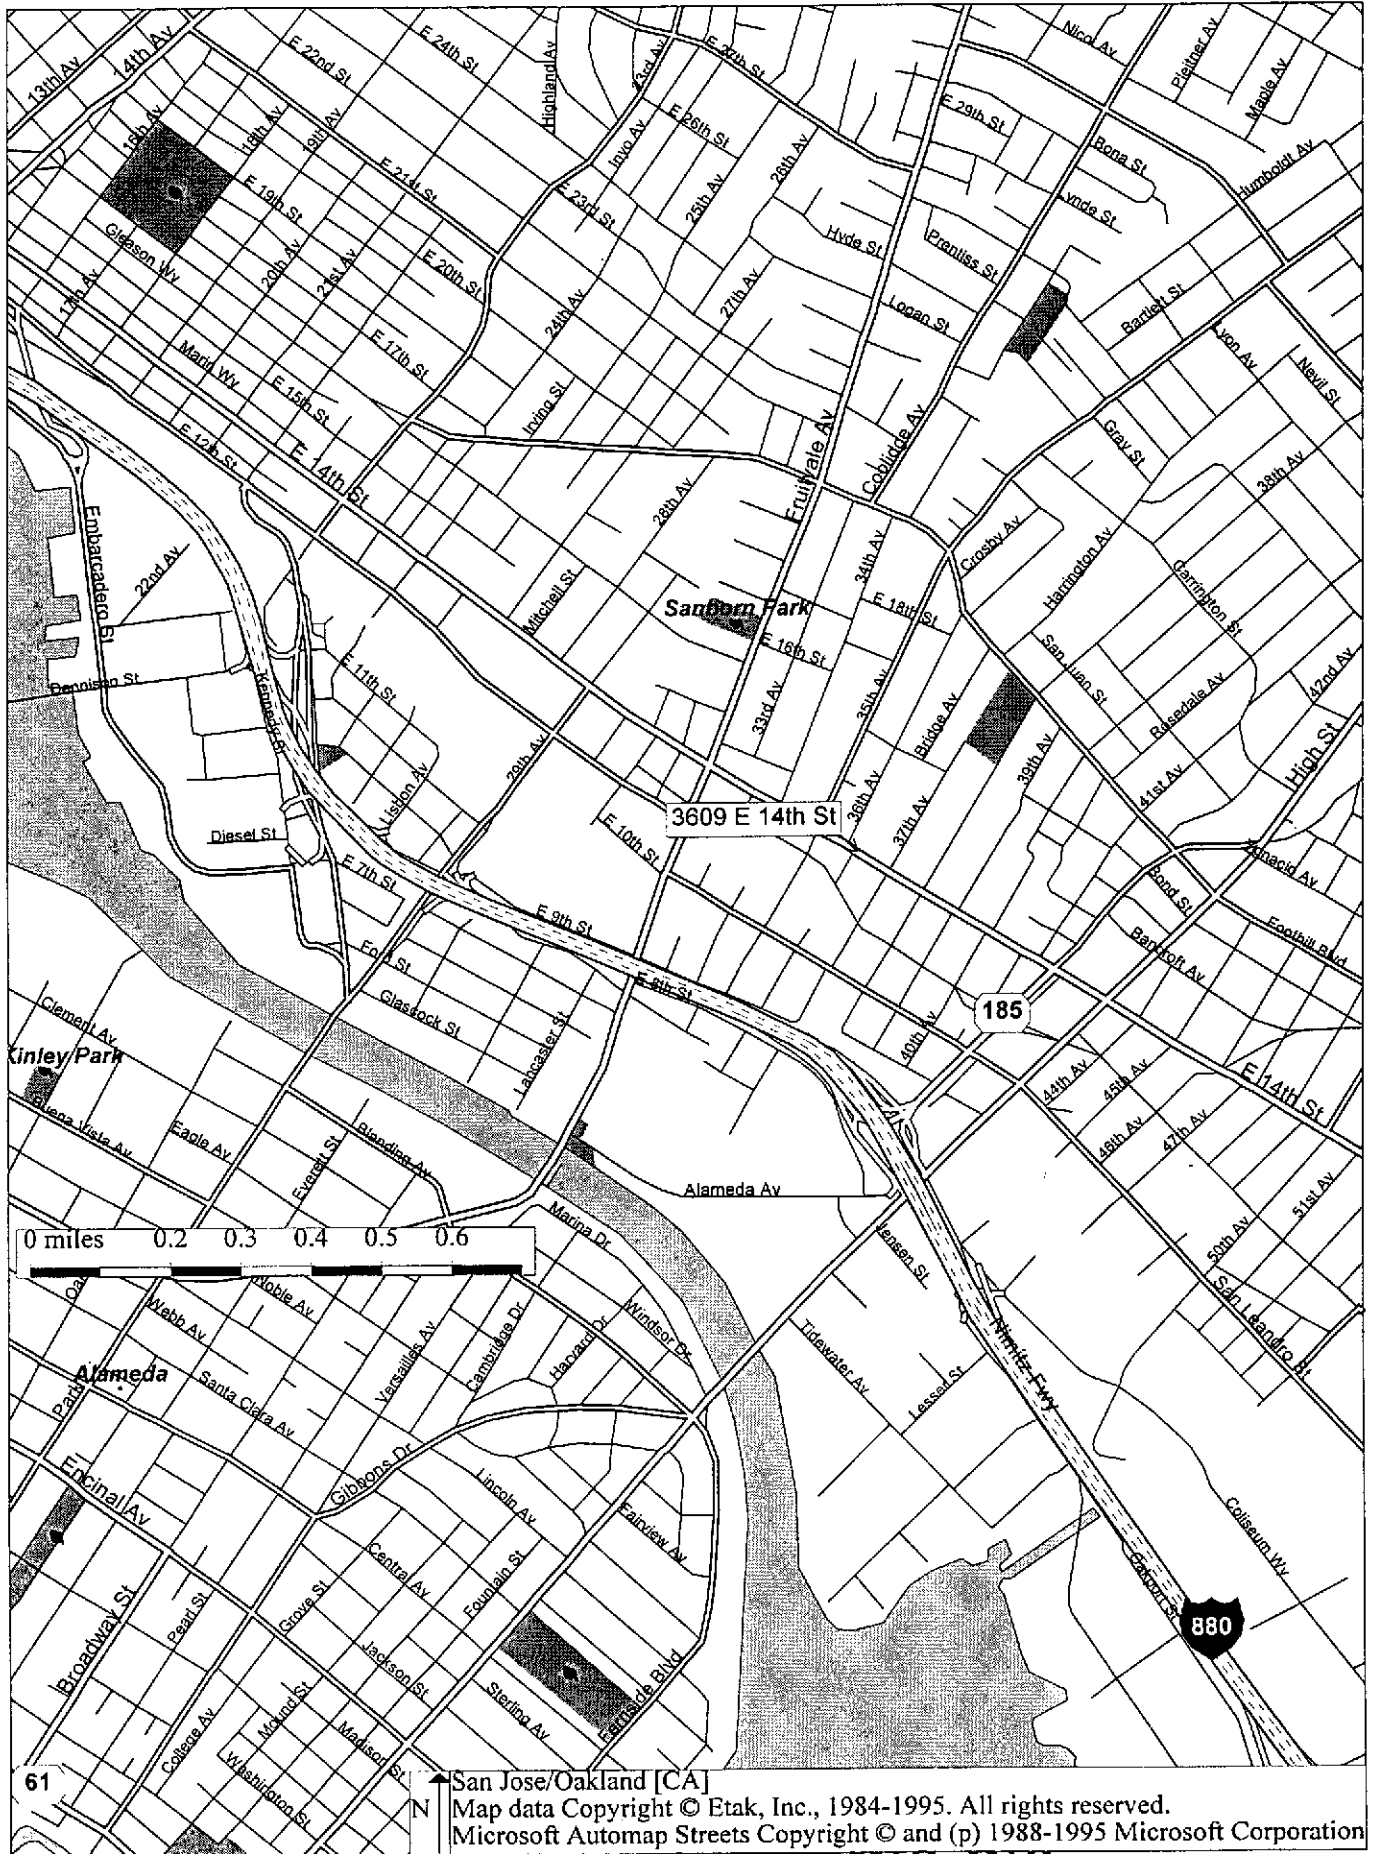 13th Av
14th Av
E 22nd St
E 24th St
Highland Av
23rd Av
E 27th St
Nicol Av
Pleitner Av
Maple Av
16th Av
18th Av
19th Av
Inyo Av
E 26th St
E 29th St
Bona St
Humboldt Av
E 19th St
E 21st St
E 23rd St
25th Av
26th Av
Lynde St
Gleason Wy
20th Av
21st Av
E 20th St
Hyde St
Prentiss St
17th Av
24th Av
27th Av
Logan St
Bartlett St
Marin Wy
E 17th St
Lyon Av
Nevil St
E 15th St
Irving St
E 12th St
E 14th St
Fruitvale Av
Coolidge Av
Gray St
38th Av
28th Av
Embarcadero St
22nd Av
Mitchell St
34th Av
Crosby Av
Harrington Av
Carrington St
Sanborn Park
E 18th St
E 16th St
San Juan St
42nd Av
Dennison St
Kennedy St
E 11th St
33rd Av
35th Av
Bridge Av
Rosedale Av
High St
29th Av
39th Av
41st Av
Lisbon Av
3609 E 14th St
36th Av
37th Av
Diesel St
E 10th St
Ygnacio Av
E 7th St
Bond St
E 9th St
Foothill Blvd
Ford St
Bancroft Av
E 8th St
Glascock St
185
Clement Av
Lancaster St
40th Av
Kinley Park
44th Av
45th Av
E 14th St
Buena Vista Av
Eagle Av
Everett St
Blanding Av
46th Av
47th Av
Alameda Av
51st Av
Marina Dr
Jensen St
50th Av
0 miles 0.2 0.3 0.4 0.5 0.6
Noble Av
San Leandro St
Webb Av
Versailles Av
Cambridge Dr
Harvard Dr
Windsor Dr
Tidewater Av
Nimitz Fwy
Alameda
Park
Santa Clara Av
Lesser St
Gibbons Dr
Encinal Av
Lincoln Av
Fairview Av
Coliseum Wy
Central Av
Fountain St
Oakport St
Broadway St
Pearl St
Grove St
880
Jackson St
Fernside Blvd
Sterling Av
College Av
Mound St
Madison St
Washington St
61
N
San Jose/Oakland [CA]
Map data Copyright © Etak, Inc., 1984-1995. All rights reserved.
Microsoft Automap Streets Copyright © and (p) 1988-1995 Microsoft Corporation